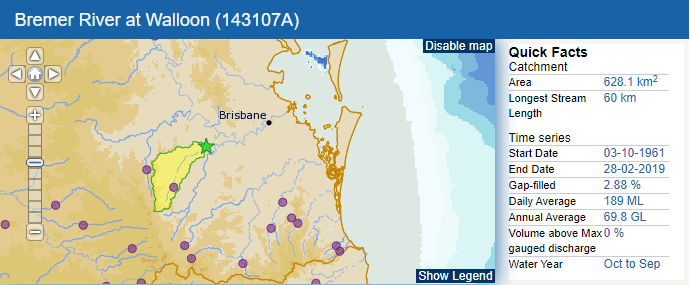 Bremer River at Walloon (143107A)
Disable map
Brisbane
Show Legend
Quick Facts
Catchment
Area 628.1 km²
Longest Stream 60 km
Length
Time series
Start Date 03-10-1961
End Date 28-02-2019
Gap-filled 2.88 %
Daily Average 189 ML
Annual Average 69.8 GL
Volume above Max 0 %
gauged discharge
Water Year Oct to Sep